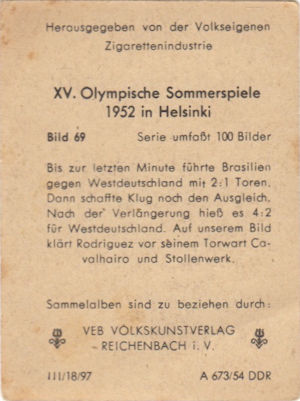 Herausgegeben von der Volkseigenen
Zigarettenindustrie
XV. Olympische Sommerspiele
1952 in Helsinki
Bild 69 Serie umfaßt 100 Bilder
Bis zur letzten Minute führte Brasilien
gegen Westdeutschland mit 2:1 Toren.
Dann schaffte Klug noch den Ausgleich.
Nach der Verlängerung hieß es 4:2
für Westdeutschland. Auf unserem Bild
klärt Rodriguez vor seinem Torwart Ca-
valhairo und Stollenwerk.
Sammelalben sind zu beziehen durch:
VEB VOLKSKUNSTVERLAG
REICHENBACH i. V.
III/18/97 A 673/54 DDR